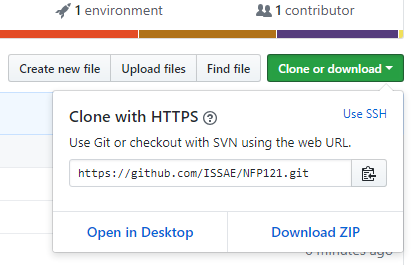 1 environment
1 contributor
Create new file
Upload files
Find file
Clone or download
Clone with HTTPS
Use SSH
Use Git or checkout with SVN using the web URL.
https://github.com/ISSAE/NFP121.git
Open in Desktop
Download ZIP
minutes ago